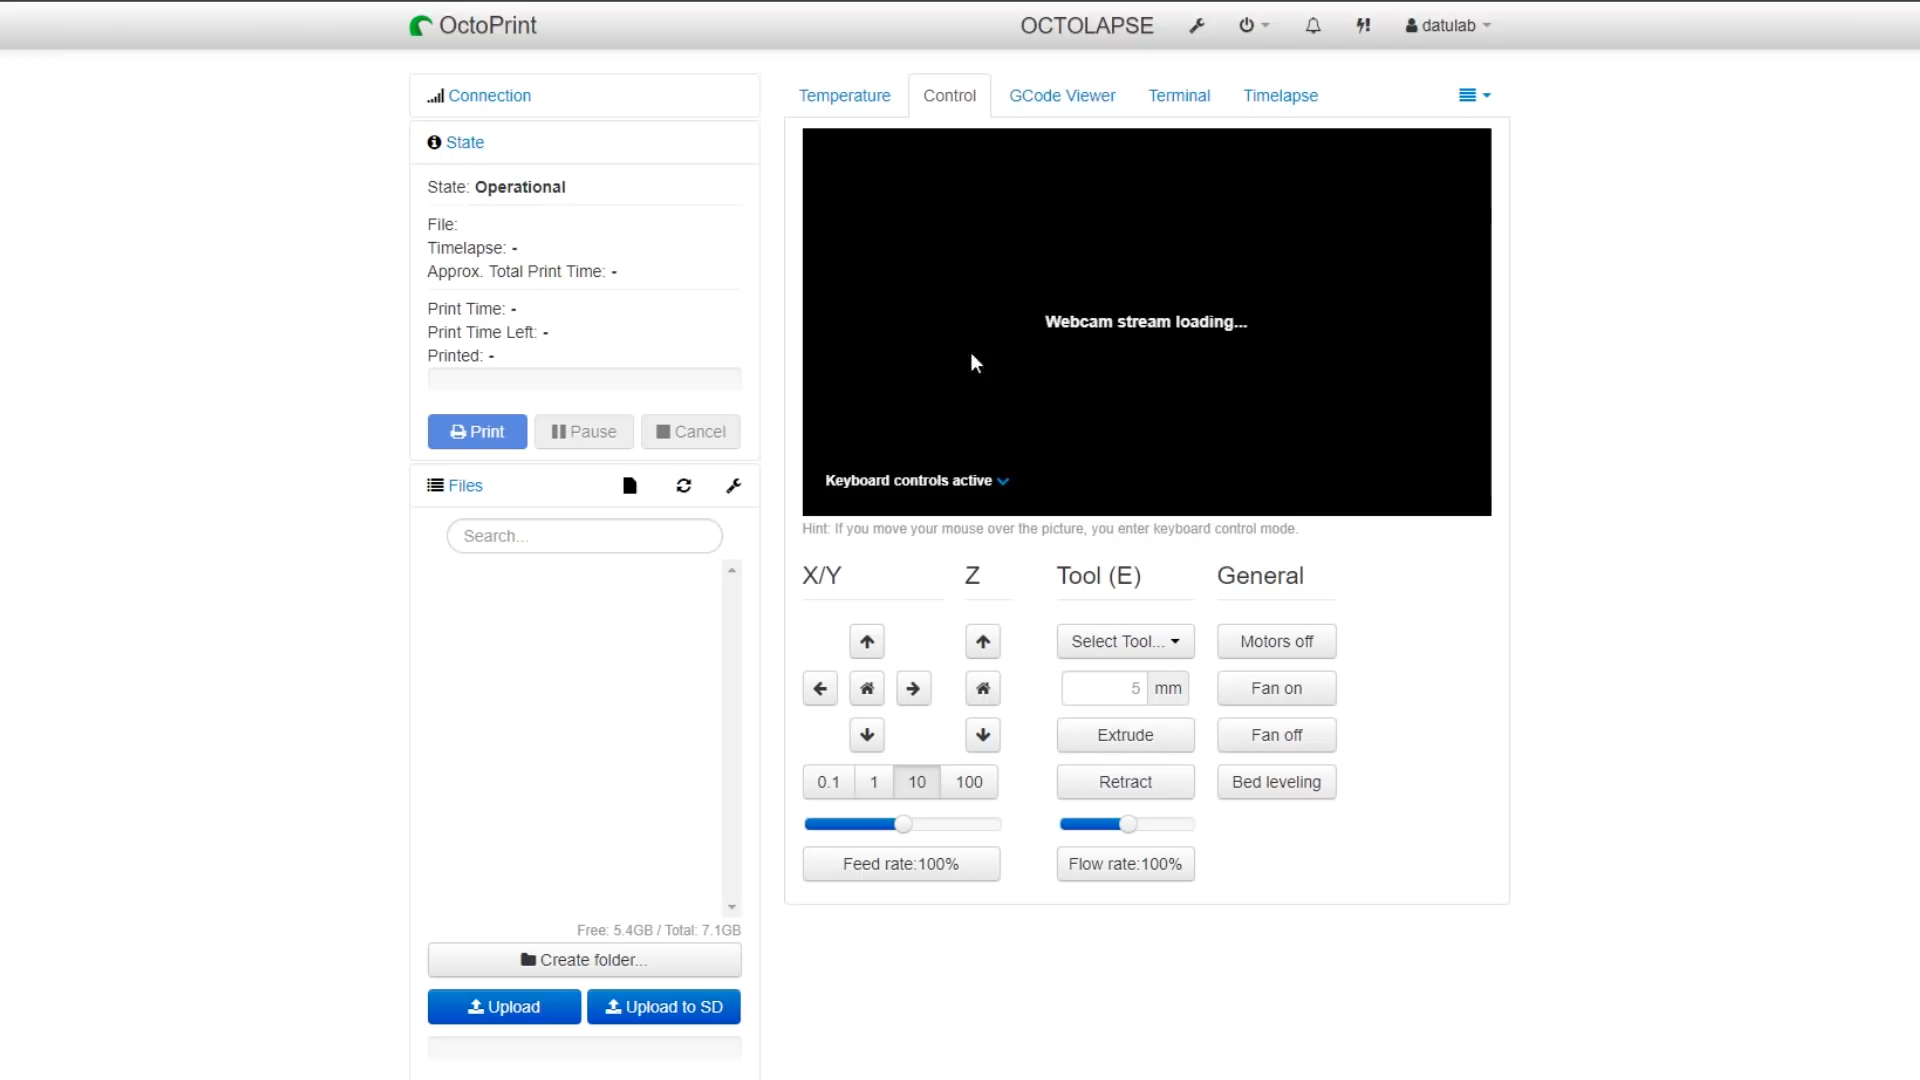 OctoPrint
OCTOLAPSE
datulab
Connection
State
State: Operational
File:
Timelapse: -
Approx. Total Print Time: -
Print Time: -
Print Time Left: -
Printed: -
Print
Pause
Cancel
Files
Search...
Free: 5.4GB / Total: 7.1GB
Create folder...
Upload
Upload to SD
Temperature
Control
GCode Viewer
Terminal
Timelapse
Webcam stream loading...
Keyboard controls active
Hint: If you move your mouse over the picture, you enter keyboard control mode.
X/Y
Z
Tool (E)
General
Select Tool...
Motors off
5 mm
Fan on
Extrude
Fan off
0.1 1 10 100
Retract
Bed leveling
Feed rate:100%
Flow rate:100%